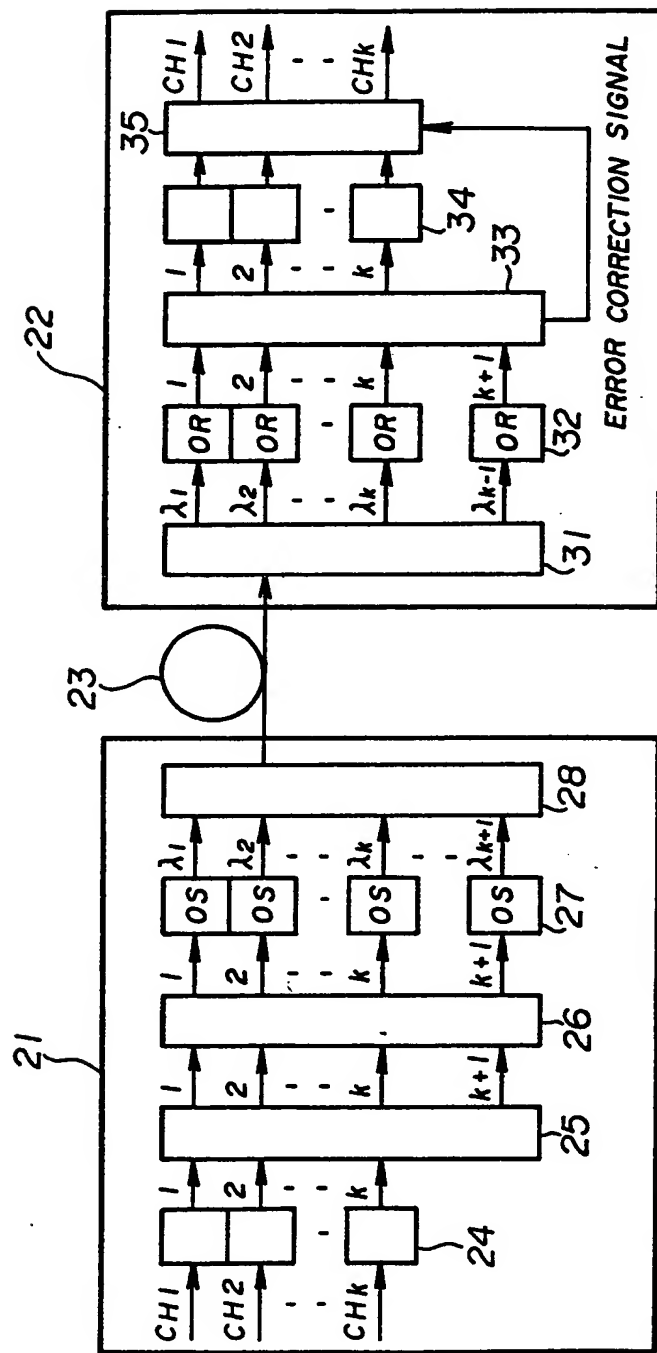 21
CH1 1 1 1 OS λ1
CH2 2 2 2 OS λ2
CHk k k k OS λk
k+1 k+1 OS λk+1
24 25 26 27 28
23
22
35
λ1 OR 1 1 CH1
λ2 OR 2 2 CH2
λk OR k k CHk
λk-1 OR k+1
31 32 33 34
ERROR CORRECTION SIGNAL